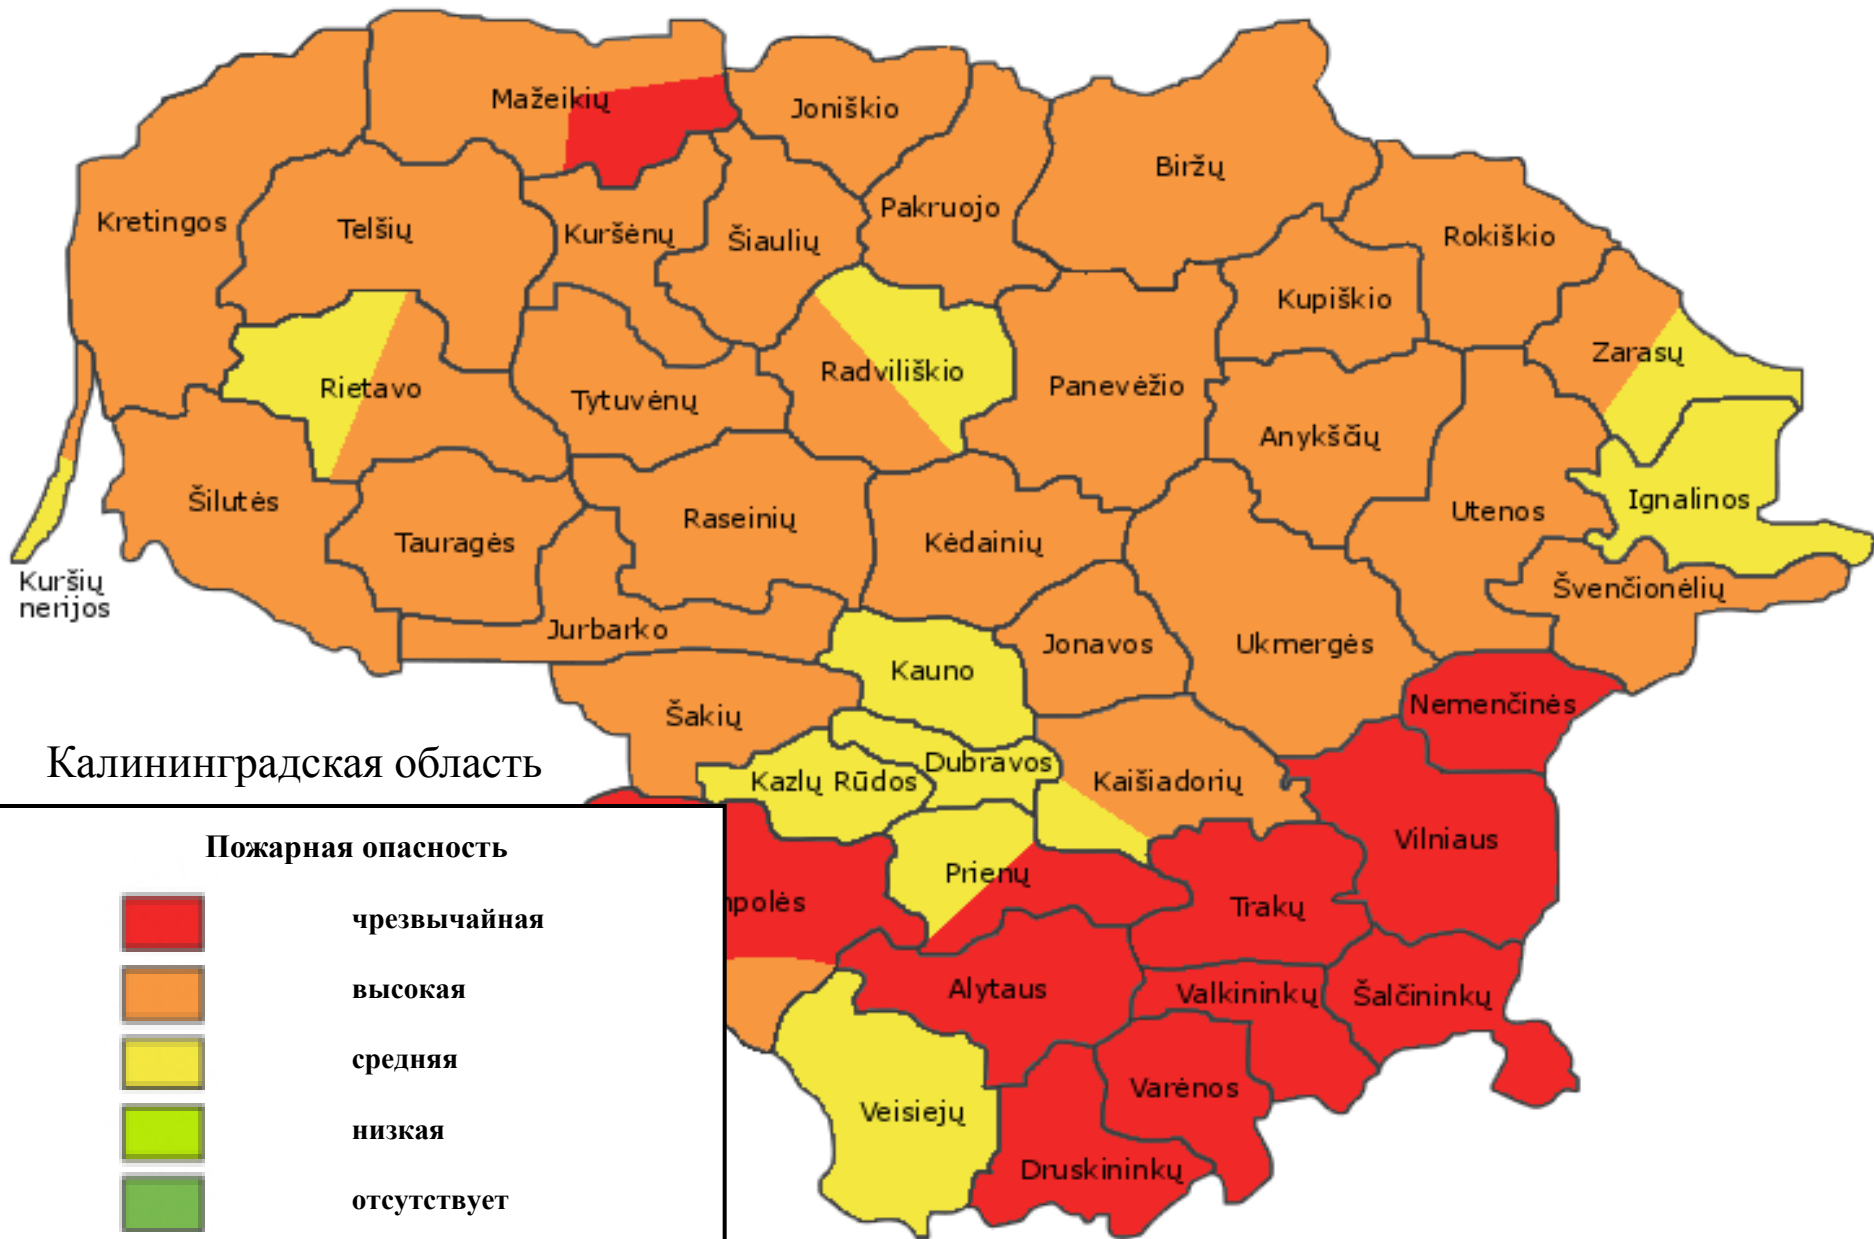 Mažeikių
Joniškio
Biržų
Kretingos
Telšių
Kuršėnų
Šiaulių
Pakruojo
Rokiškio
Kupiškio
Zarasų
Rietavo
Tytuvėnų
Radviliškio
Panevėžio
Anykščių
Šilutės
Tauragės
Raseinių
Kėdainių
Utenos
Ignalinos
Kuršių
nerijos
Švenčionėlių
Jurbarko
Jonavos
Ukmergės
Kauno
Šakių
Nemenčinės
Калининградская область
Dubravos
Kazlų Rūdos
Kaišiadorių
Vilniaus
Prienų
Trakų
Alytaus
Valkininkų
Šalčininkų
Varėnos
Veisiejų
Druskininkų
Пожарная опасность
чрезвычайная
высокая
средняя
низкая
отсутствует